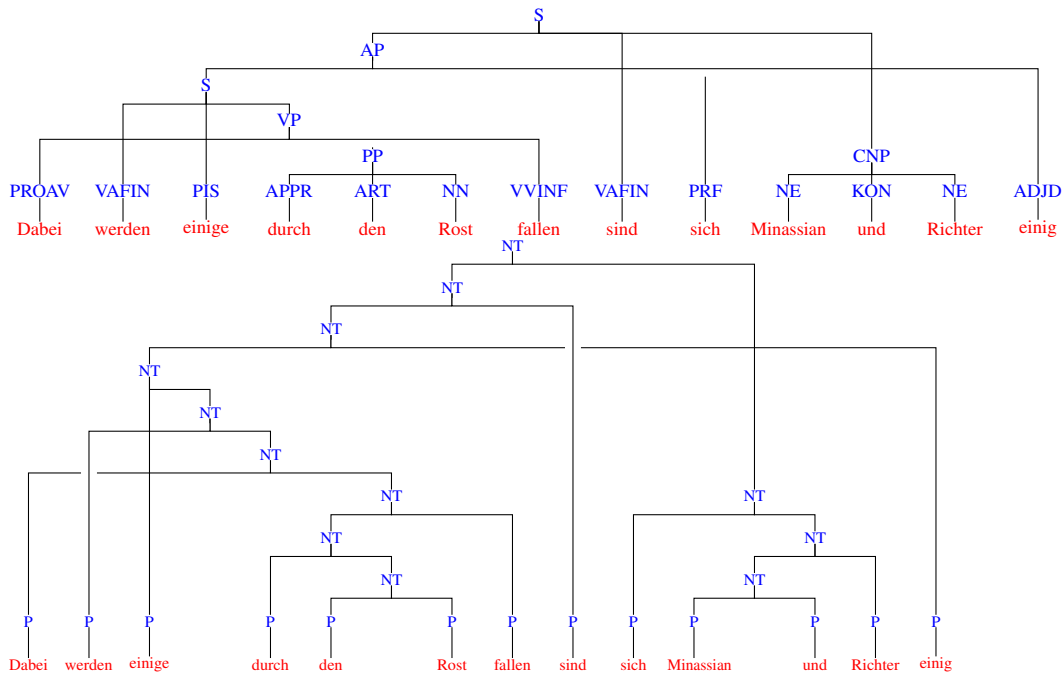 S
AP
S
VP
PP CNP
PROAV VAFIN PIS APPR ART NN VVINF VAFIN PRF NE KON NE ADJD
Dabei werden einige durch den Rost fallen sind sich Minassian und Richter einig
NT
NT
NT
NT
NT
NT
NT NT
NT NT
NT NT
P P P P P P P P P P P P P
Dabei werden einige durch den Rost fallen sind sich Minassian und Richter einig